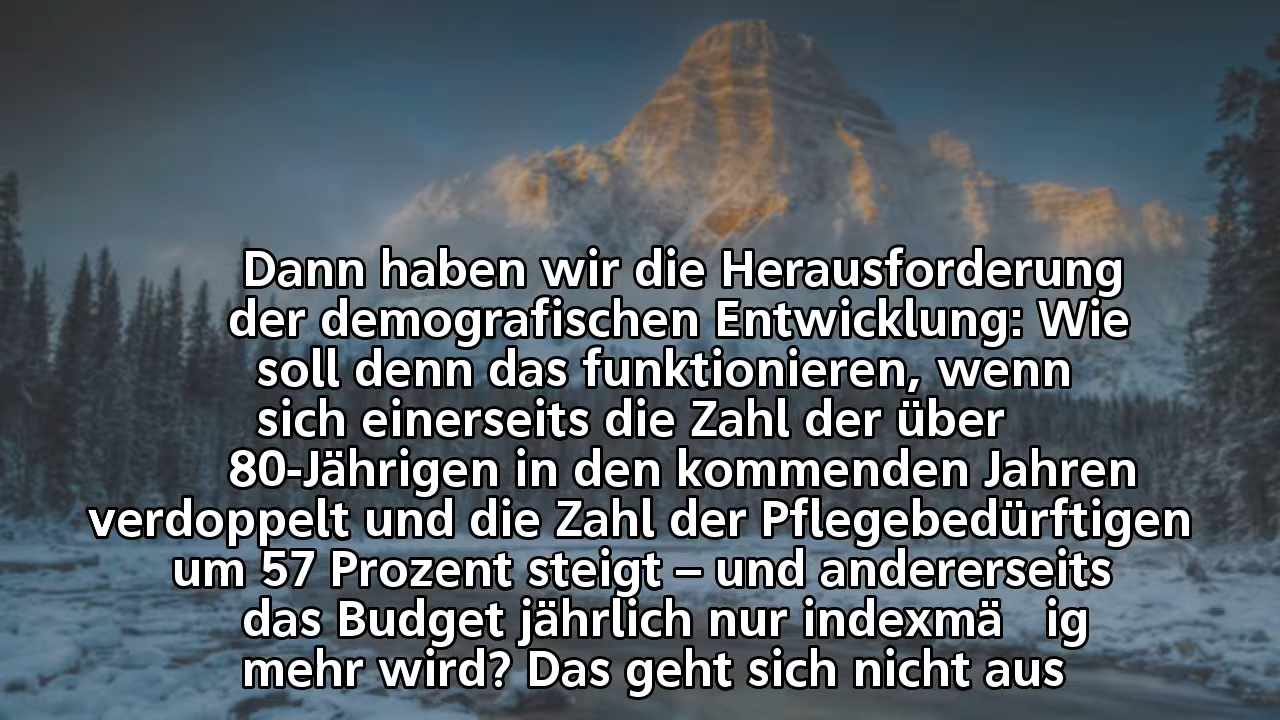 Dann haben wir die Herausforderung
der demografischen Entwicklung: Wie
soll denn das funktionieren, wenn
sich einerseits die Zahl der über
80-Jährigen in den kommenden Jahren
verdoppelt und die Zahl der Pflegebedürftigen
um 57 Prozent steigt – und andererseits
das Budget jährlich nur indexmä ig
mehr wird? Das geht sich nicht aus